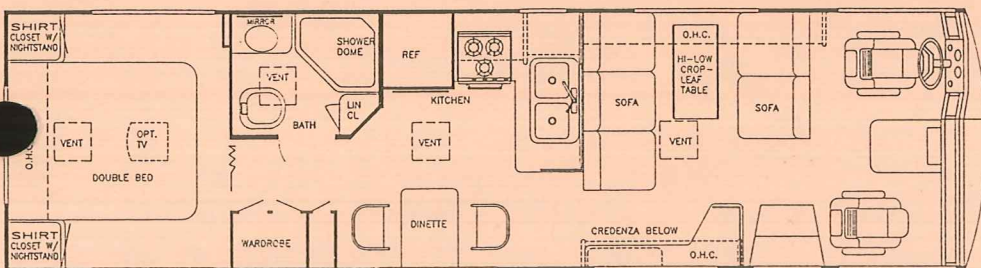 SHIRT
CLOSET W/
NIGHTSTAND
O.H.C.
VENT
OPT.
TV
DOUBLE BED
SHIRT
CLOSET W/
NIGHTSTAND
MIRROR
SHOWER
DOME
VENT
LIN
CL
BATH
WARDROBE
REF
KITCHEN
VENT
DINETTE
SOFA
O.H.C.
HI-LOW
CROP-
LEAF
TABLE
SOFA
VENT
CREDENZA BELOW
O.H.C.